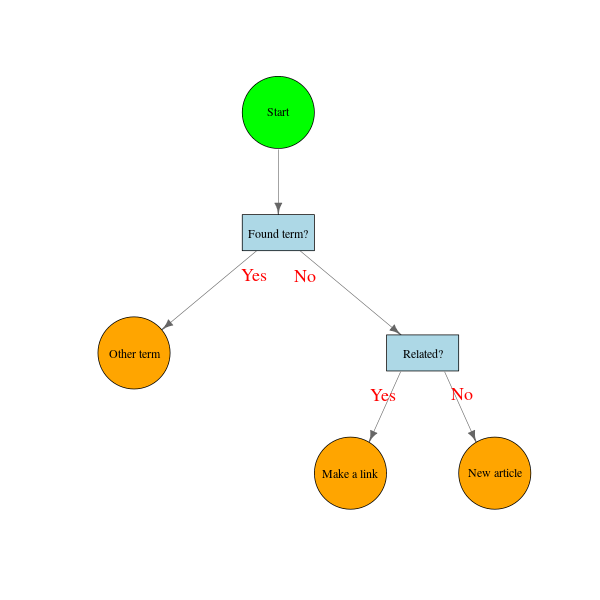 Start
Found term?
Yes
No
Other term
Related?
Yes
No
Make a link
New article